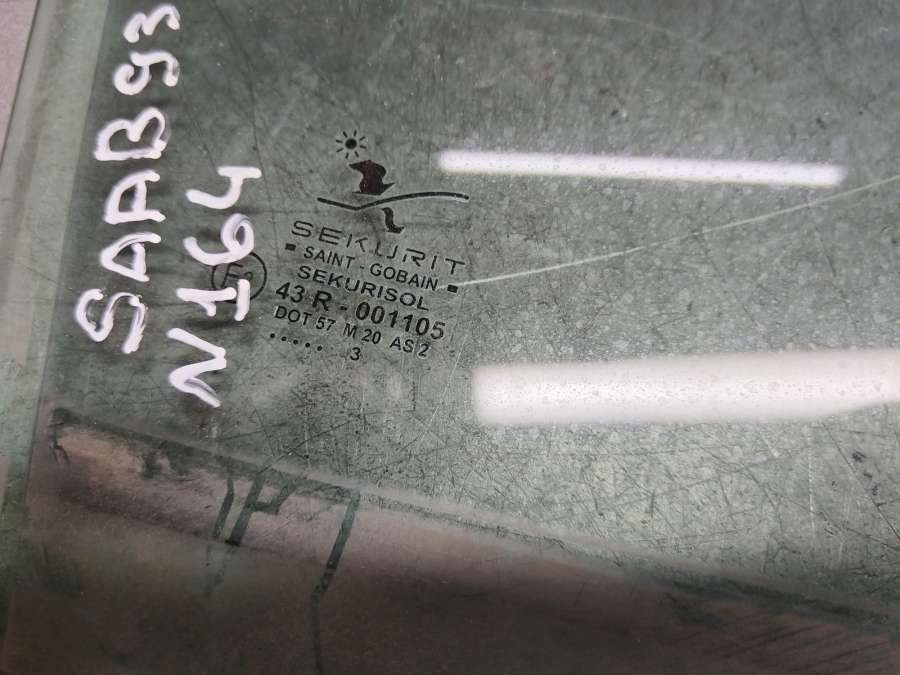 SAAB 93
N164
SEKURIT
SAINT-GOBAIN
SEKURISOL
43 R - 001105
DOT 57 M 20 AS 2
..... 3